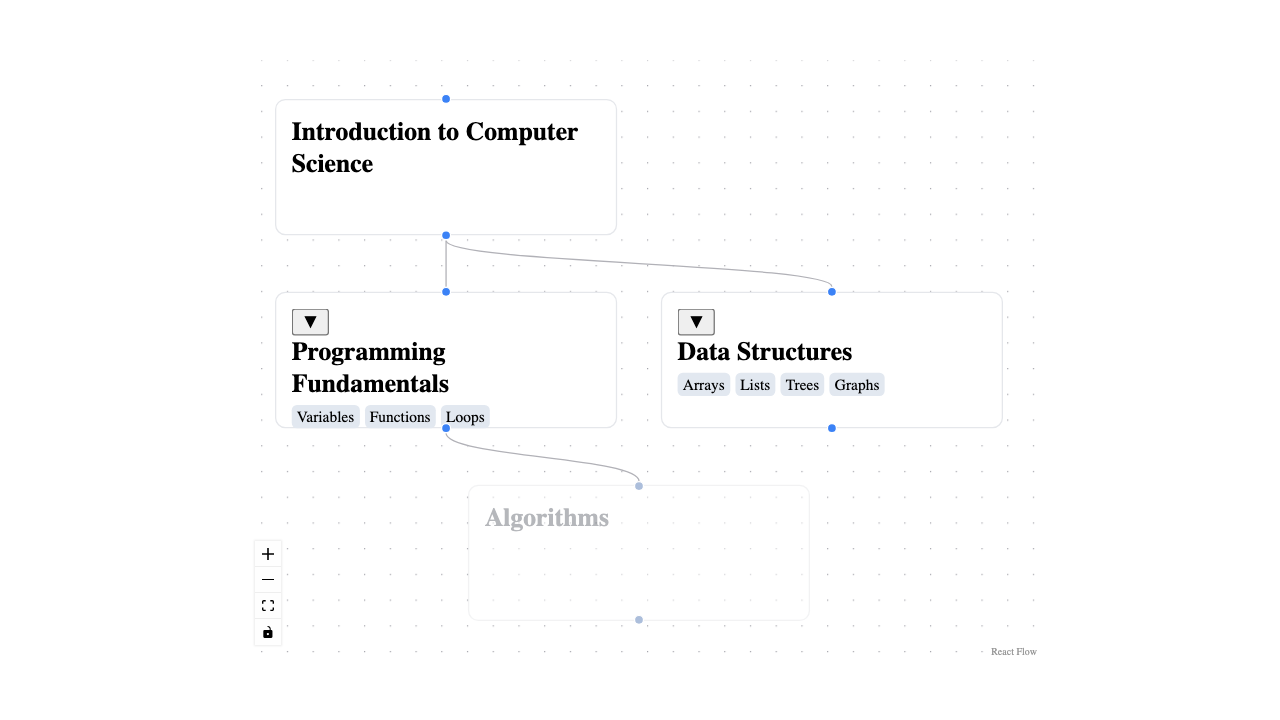 Introduction to Computer
Science
▼
Programming
Fundamentals
Variables Functions Loops
▼
Data Structures
Arrays Lists Trees Graphs
Algorithms
React Flow